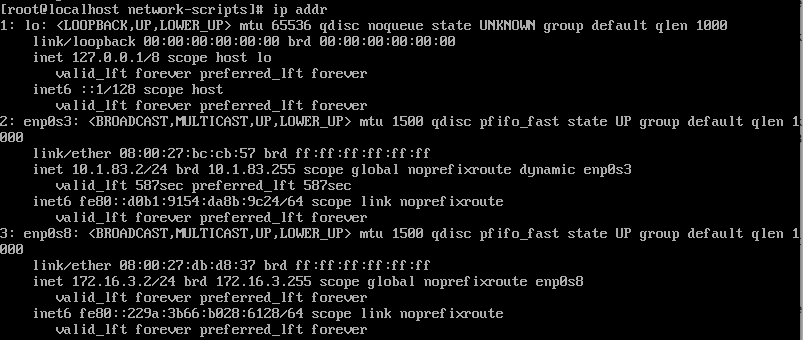 [root@localhost network-scripts]# ip addr
1: lo: <LOOPBACK,UP,LOWER_UP> mtu 65536 qdisc noqueue state UNKNOWN group default qlen 1000
    link/loopback 00:00:00:00:00:00 brd 00:00:00:00:00:00
    inet 127.0.0.1/8 scope host lo
       valid_lft forever preferred_lft forever
    inet6 ::1/128 scope host
       valid_lft forever preferred_lft forever
2: enp0s3: <BROADCAST,MULTICAST,UP,LOWER_UP> mtu 1500 qdisc pfifo_fast state UP group default qlen 1
000
    link/ether 08:00:27:bc:cb:57 brd ff:ff:ff:ff:ff:ff
    inet 10.1.83.2/24 brd 10.1.83.255 scope global noprefixroute dynamic enp0s3
       valid_lft 587sec preferred_lft 587sec
    inet6 fe80::d0b1:9154:da8b:9c24/64 scope link noprefixroute
       valid_lft forever preferred_lft forever
3: enp0s8: <BROADCAST,MULTICAST,UP,LOWER_UP> mtu 1500 qdisc pfifo_fast state UP group default qlen 1
000
    link/ether 08:00:27:db:d8:37 brd ff:ff:ff:ff:ff:ff
    inet 172.16.3.2/24 brd 172.16.3.255 scope global noprefixroute enp0s8
       valid_lft forever preferred_lft forever
    inet6 fe80::229a:3b66:b028:6128/64 scope link noprefixroute
       valid_lft forever preferred_lft forever